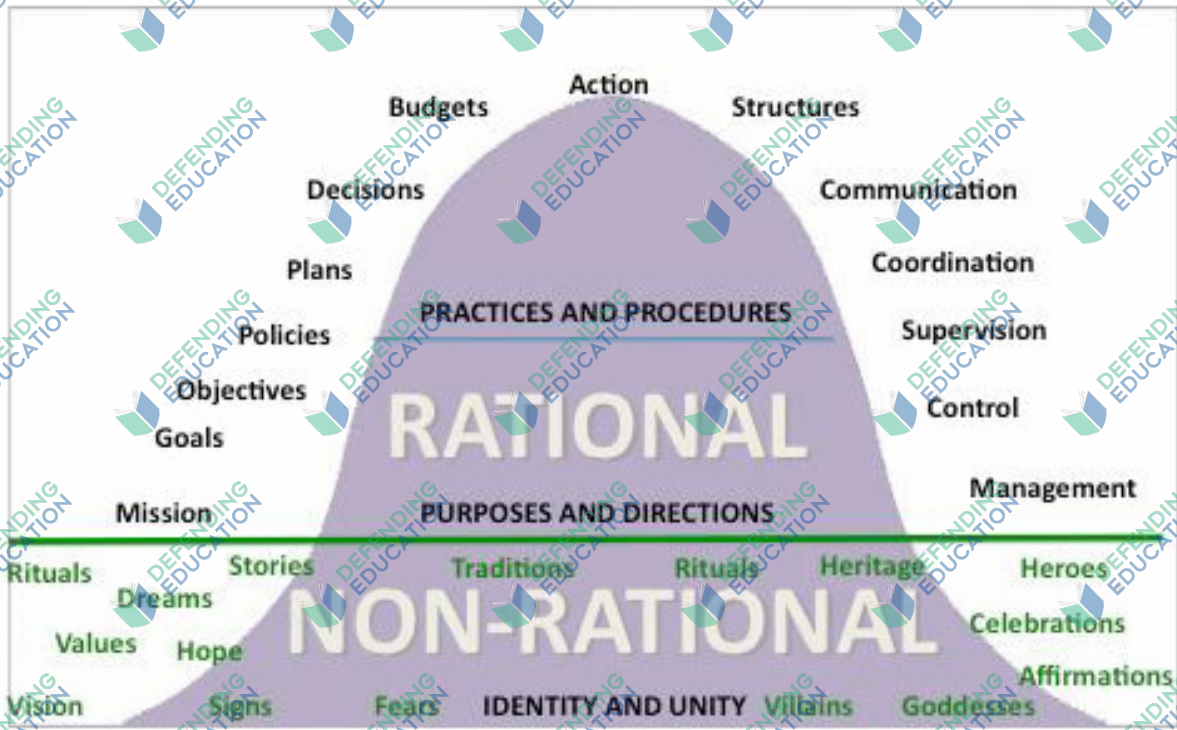 Action
Budgets Structures
Decisions Communication
Plans Coordination
PRACTICES AND PROCEDURES
Policies Supervision
Objectives
RATIONAL
Control
Goals
Management
Mission PURPOSES AND DIRECTIONS
Rituals Stories Traditions Rituals Heritage Heroes
Dreams
NON-RATIONAL
Celebrations
Values Hope
Affirmations
Vision Signs Fears IDENTITY AND UNITY Villains Goddesses
DEFENDING EDUCATION